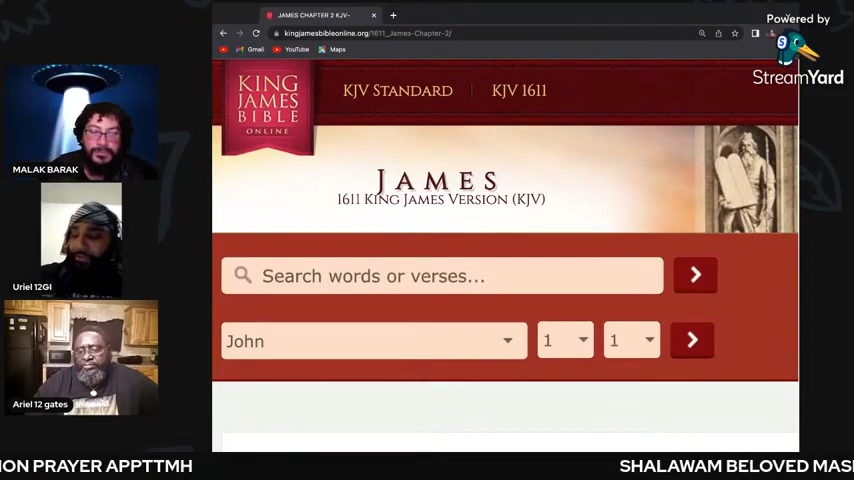 JAMES CHAPTER 2 KJV-
kingjamesbibleonline.org/1611_James-Chapter-2/
Gmail YouTube Maps
Powered by
S
StreamYard
KING
JAMES
BIBLE
ONLINE
KJV STANDARD KJV 1611
JAMES
1611 KING JAMES VERSION (KJV)
Search words or verses...
John 1 1
MALAK BARAK
Uriel 12GI
Ariel 12 gates
ION PRAYER APPTTMH SHALAWAM BELOVED MAS